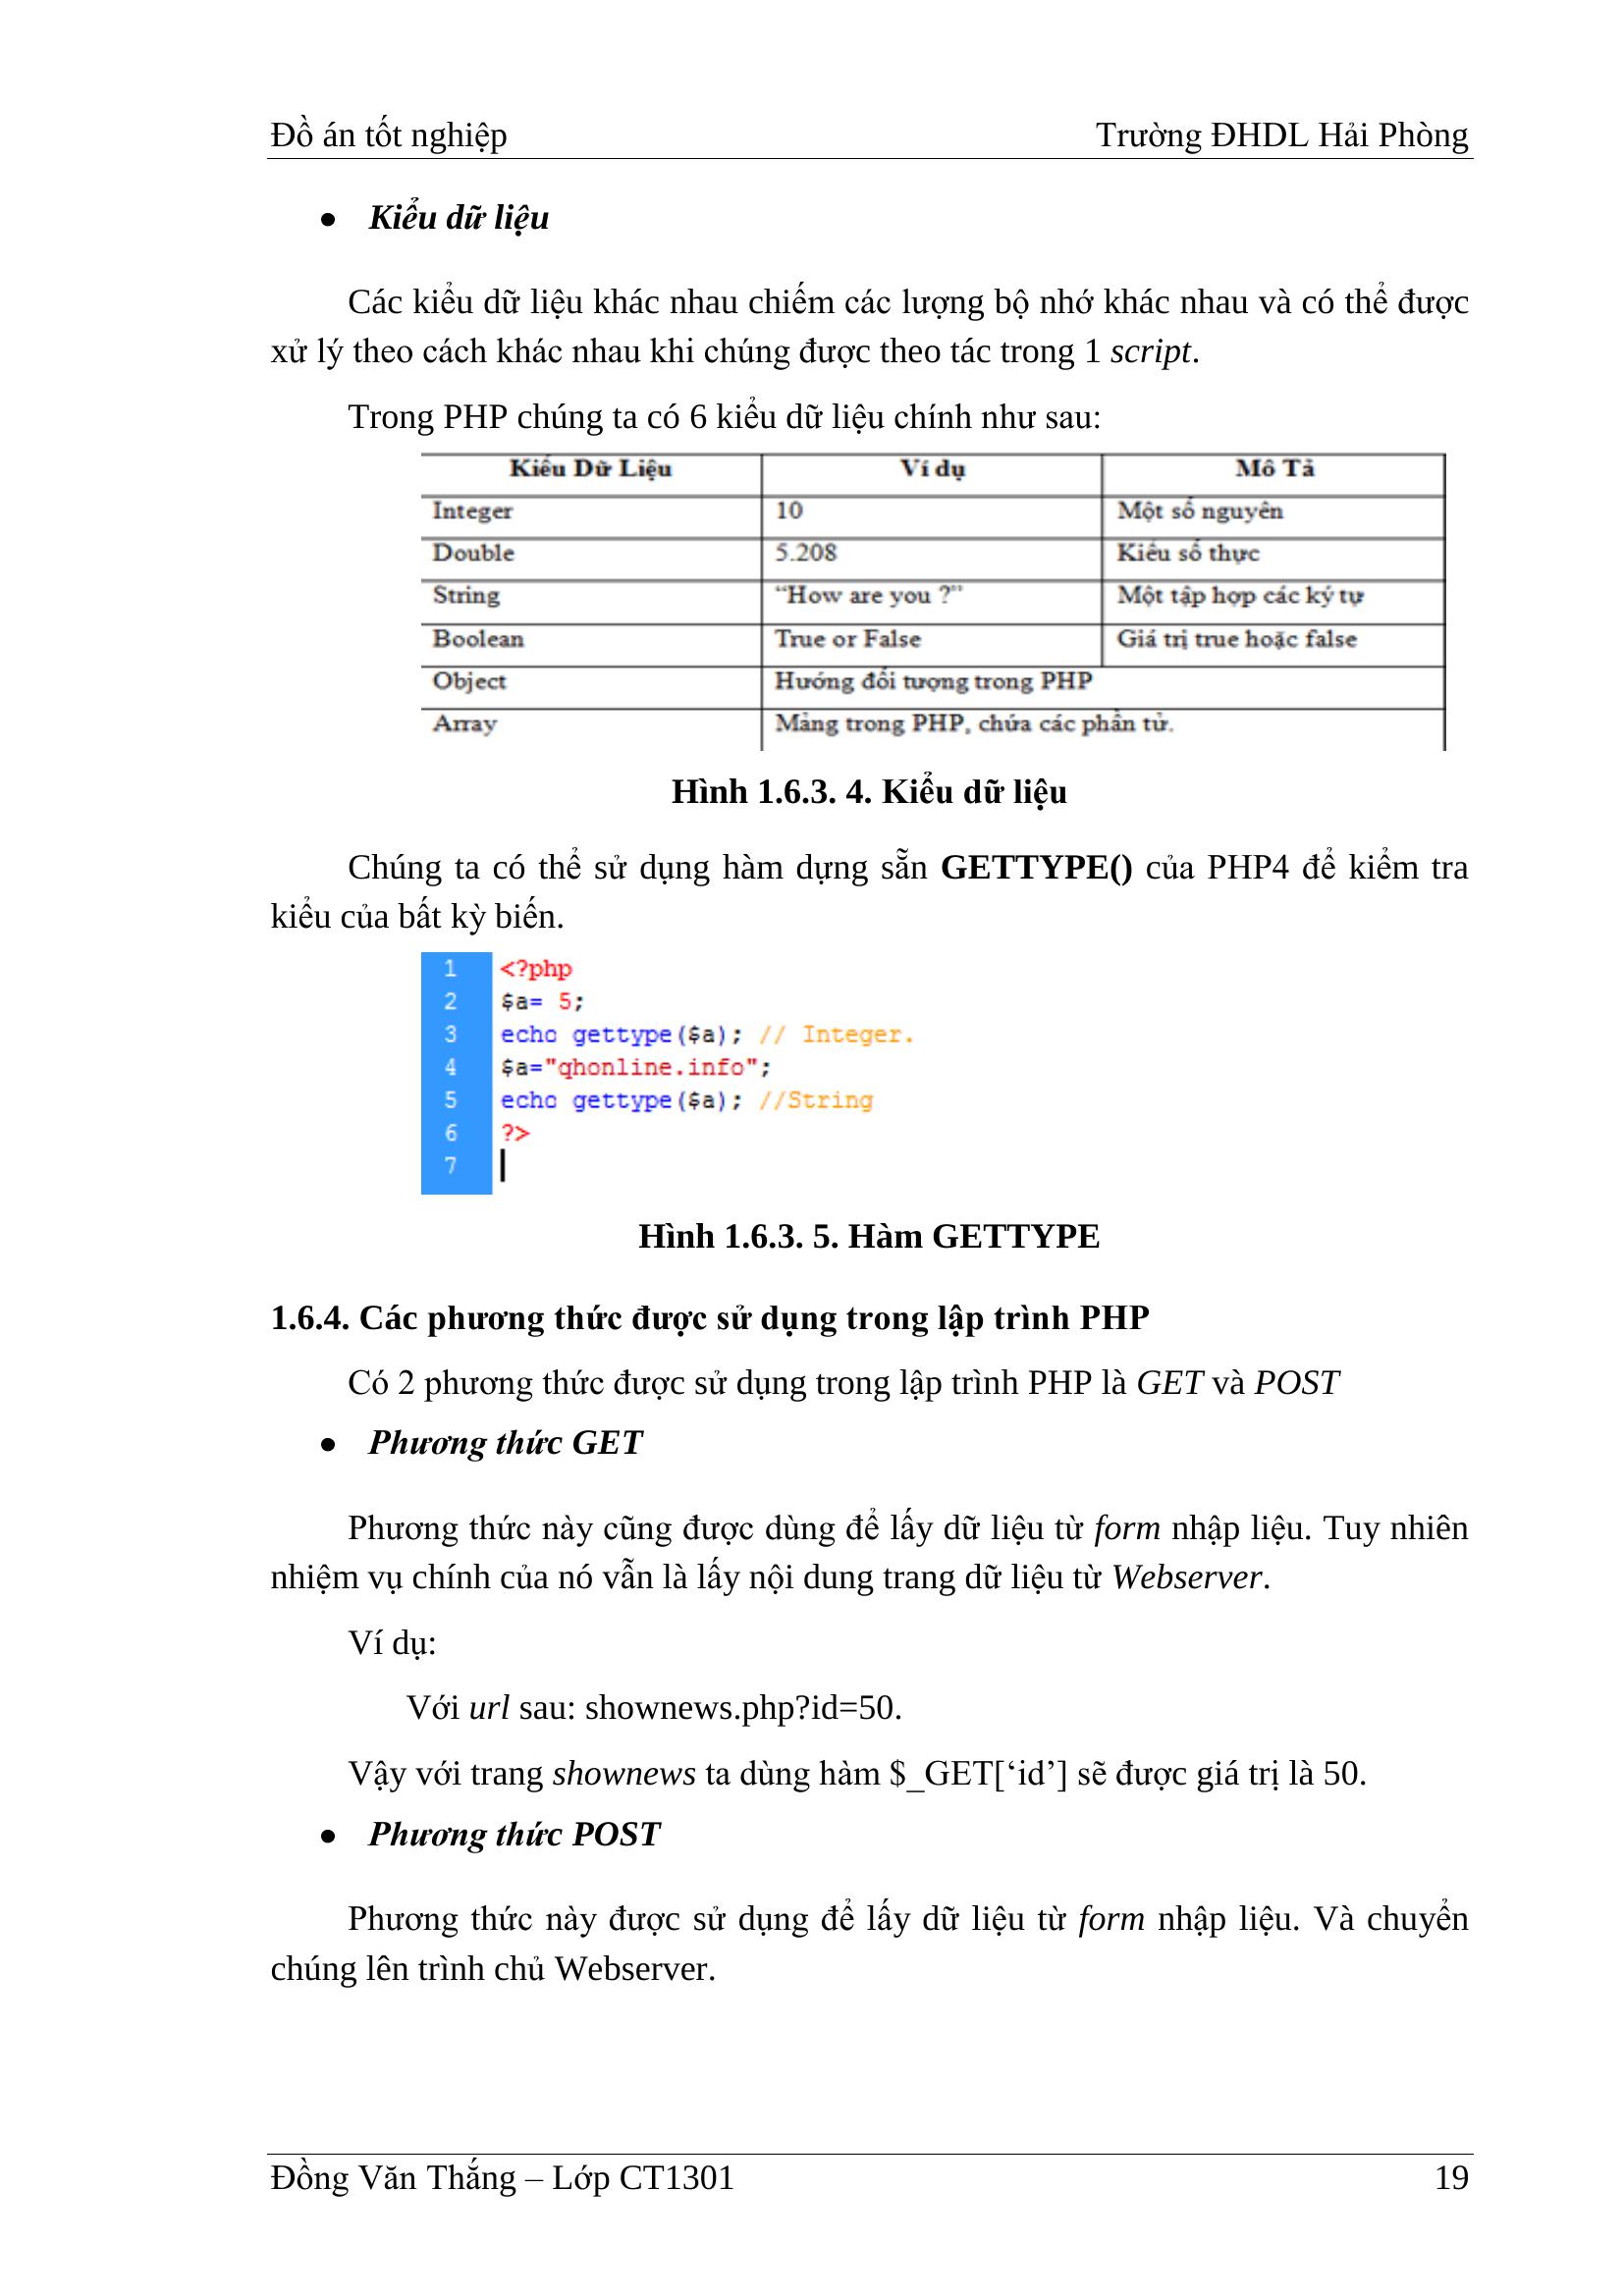 Đồ án tốt nghiệp Trường ĐHDL Hải Phòng
● Kiểu dữ liệu
Các kiểu dữ liệu khác nhau chiếm các lượng bộ nhớ khác nhau và có thể được
xử lý theo cách khác nhau khi chúng được theo tác trong 1 script.
Trong PHP chúng ta có 6 kiểu dữ liệu chính như sau:
Kiểu Dữ Liệu Ví dụ Mô Tả
Integer 10 Một số nguyên
Double 5.208 Kiểu số thực
String “How are you ?” Một tập hợp các ký tự
Boolean True or False Giá trị true hoặc false
Object Hướng đối tượng trong PHP
Array Mảng trong PHP, chứa các phần tử.
Hình 1.6.3. 4. Kiểu dữ liệu
Chúng ta có thể sử dụng hàm dựng sẵn GETTYPE() của PHP4 để kiểm tra
kiểu của bất kỳ biến.
1 <?php
2 $a= 5;
3 echo gettype($a); // Integer.
4 $a="qhonline.info";
5 echo gettype($a); //String
6 ?>
7
Hình 1.6.3. 5. Hàm GETTYPE
1.6.4. Các phương thức được sử dụng trong lập trình PHP
Có 2 phương thức được sử dụng trong lập trình PHP là GET và POST
● Phương thức GET
Phương thức này cũng được dùng để lấy dữ liệu từ form nhập liệu. Tuy nhiên
nhiệm vụ chính của nó vẫn là lấy nội dung trang dữ liệu từ Webserver.
Ví dụ:
Với url sau: shownews.php?id=50.
Vậy với trang shownews ta dùng hàm $_GET[‘id’] sẽ được giá trị là 50.
● Phương thức POST
Phương thức này được sử dụng để lấy dữ liệu từ form nhập liệu. Và chuyển
chúng lên trình chủ Webserver.
Đồng Văn Thắng – Lớp CT1301 19